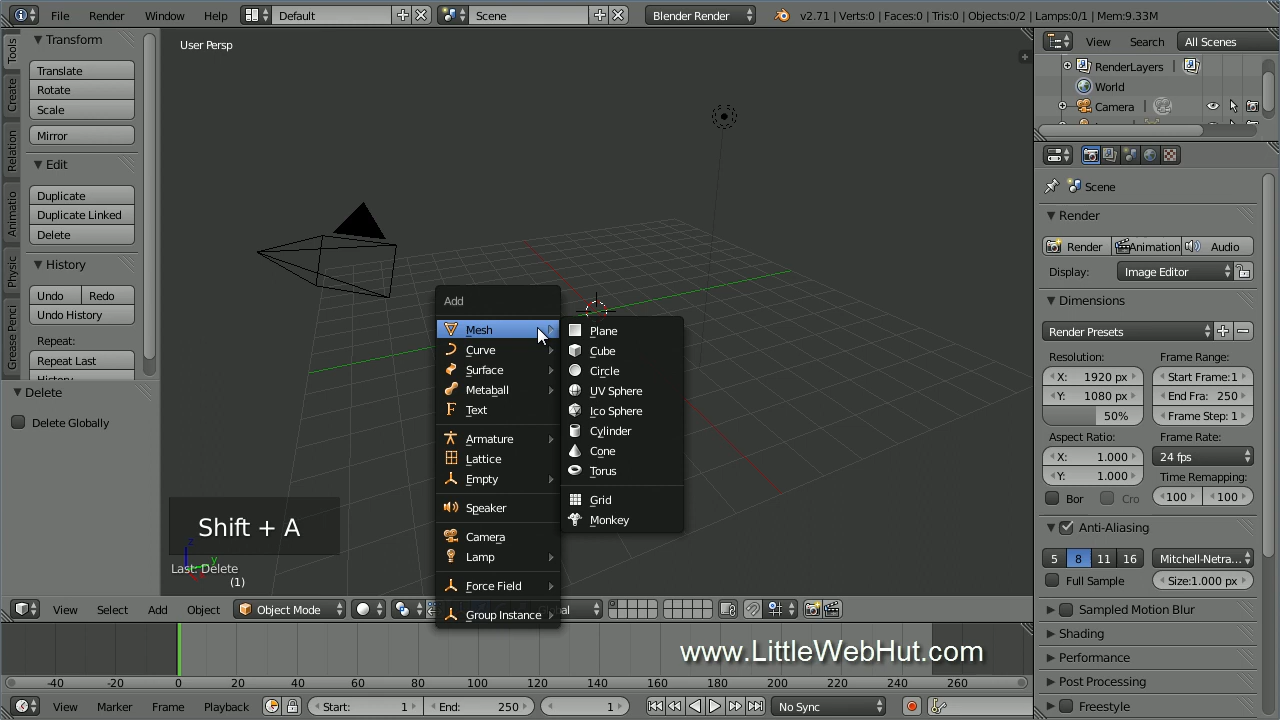 File Render Window Help Default Scene Blender Render v2.71 | Verts:0 | Faces:0 | Tris:0 | Objects:0/2 | Lamps:0/1 | Mem:9.33M
Tools
Create
Relation
Animatio
Physic
Grease Penci
Transform
Translate
Rotate
Scale
Mirror
Edit
Duplicate
Duplicate Linked
Delete
History
Undo Redo
Undo History
Repeat:
Repeat Last
Delete
Delete Globally
User Persp
Add
Mesh
Curve
Surface
Metaball
Text
Armature
Lattice
Empty
Speaker
Camera
Lamp
Force Field
Group Instance
Plane
Cube
Circle
UV Sphere
Ico Sphere
Cylinder
Cone
Torus
Grid
Monkey
Shift + A
z
y
Last: Delete
(1)
View Select Add Object Object Mode
www.LittleWebHut.com
-40 -20 0 20 40 60 80 100 120 140 160 180 200 220 240 260
View Marker Frame Playback Start: 1 End: 250 1 No Sync
View Search All Scenes
RenderLayers
World
Camera
Scene
Render
Render Animation Audio
Display: Image Editor
Dimensions
Render Presets
Resolution: Frame Range:
X: 1920 px Start Frame:1
Y: 1080 px End Fra: 250
50% Frame Step: 1
Aspect Ratio: Frame Rate:
X: 1.000 24 fps
Y: 1.000 Time Remapping:
Bor Cro 100 100
Anti-Aliasing
5 8 11 16 Mitchell-Netra...
Full Sample Size:1.000 px
Sampled Motion Blur
Shading
Performance
Post Processing
Freestyle